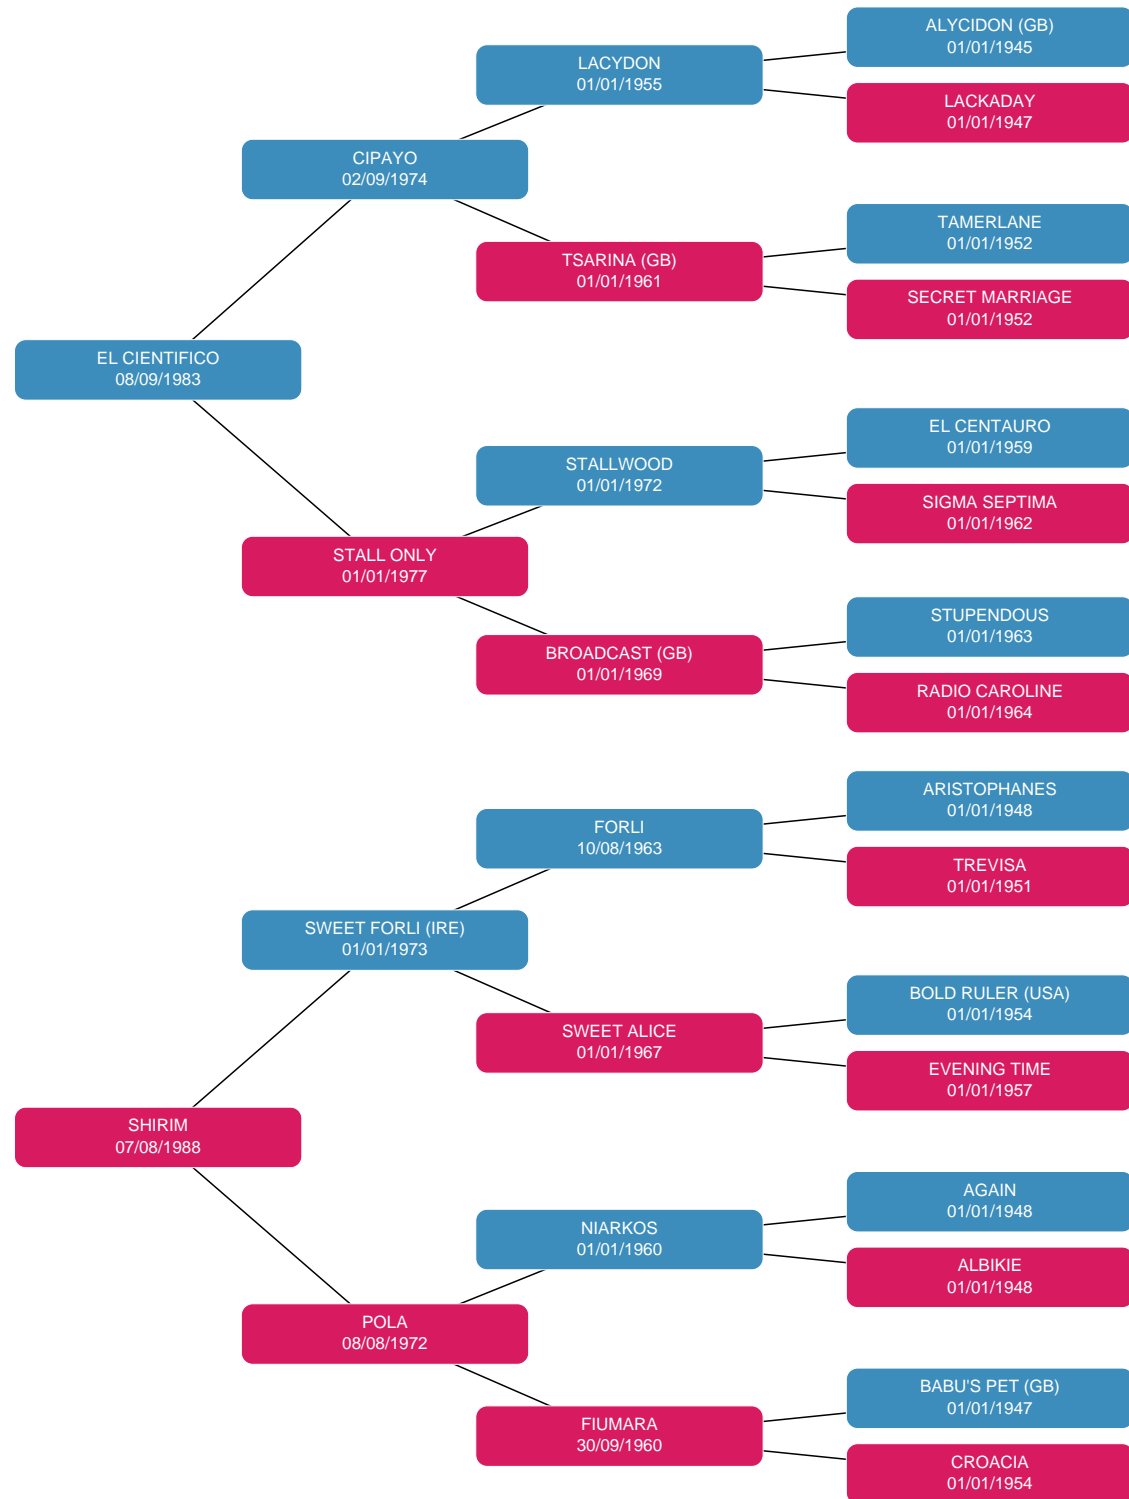 ALYCIDON (GB)
01/01/1945
LACYDON
01/01/1955
LACKADAY
01/01/1947
CIPAYO
02/09/1974
TAMERLANE
01/01/1952
TSARINA (GB)
01/01/1961
SECRET MARRIAGE
01/01/1952
EL CIENTIFICO
08/09/1983
EL CENTAURO
01/01/1959
STALLWOOD
01/01/1972
SIGMA SEPTIMA
01/01/1962
STALL ONLY
01/01/1977
STUPENDOUS
01/01/1963
BROADCAST (GB)
01/01/1969
RADIO CAROLINE
01/01/1964
ARISTOPHANES
01/01/1948
FORLI
10/08/1963
TREVISA
01/01/1951
SWEET FORLI (IRE)
01/01/1973
BOLD RULER (USA)
01/01/1954
SWEET ALICE
01/01/1967
EVENING TIME
01/01/1957
SHIRIM
07/08/1988
AGAIN
01/01/1948
NIARKOS
01/01/1960
ALBIKIE
01/01/1948
POLA
08/08/1972
BABU'S PET (GB)
01/01/1947
FIUMARA
30/09/1960
CROACIA
01/01/1954